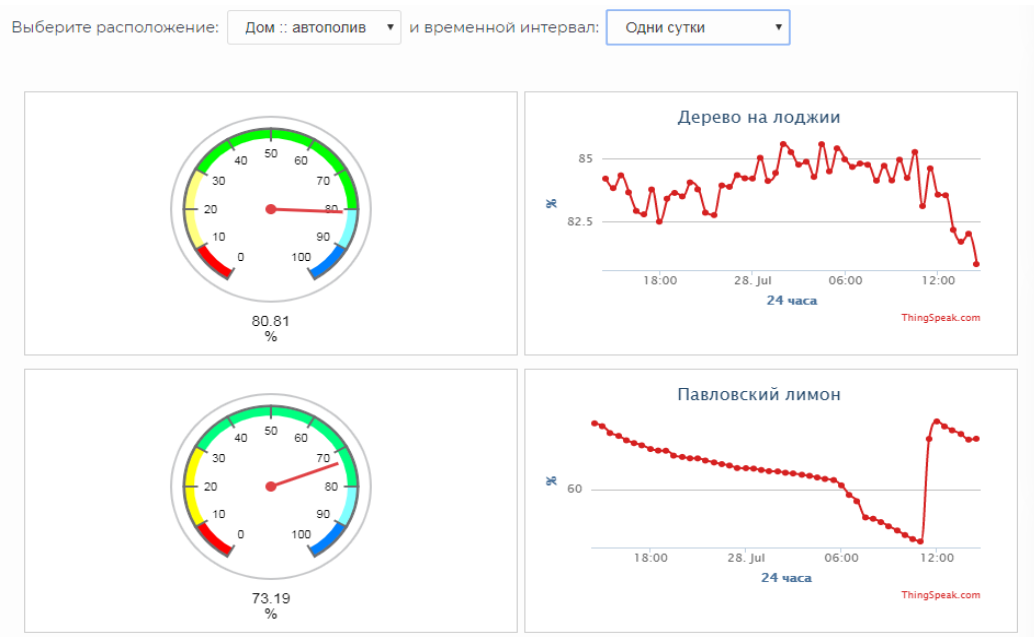 Выберите расположение: Дом :: автополив и временной интервал: Одни сутки
0 10 20 30 40 50 60 70 80 90 100
80.81
%
Дерево на лоджии
%
85
82.5
18:00 28. Jul 06:00 12:00
24 часа
ThingSpeak.com
0 10 20 30 40 50 60 70 80 90 100
73.19
%
Павловский лимон
%
60
18:00 28. Jul 06:00 12:00
24 часа
ThingSpeak.com